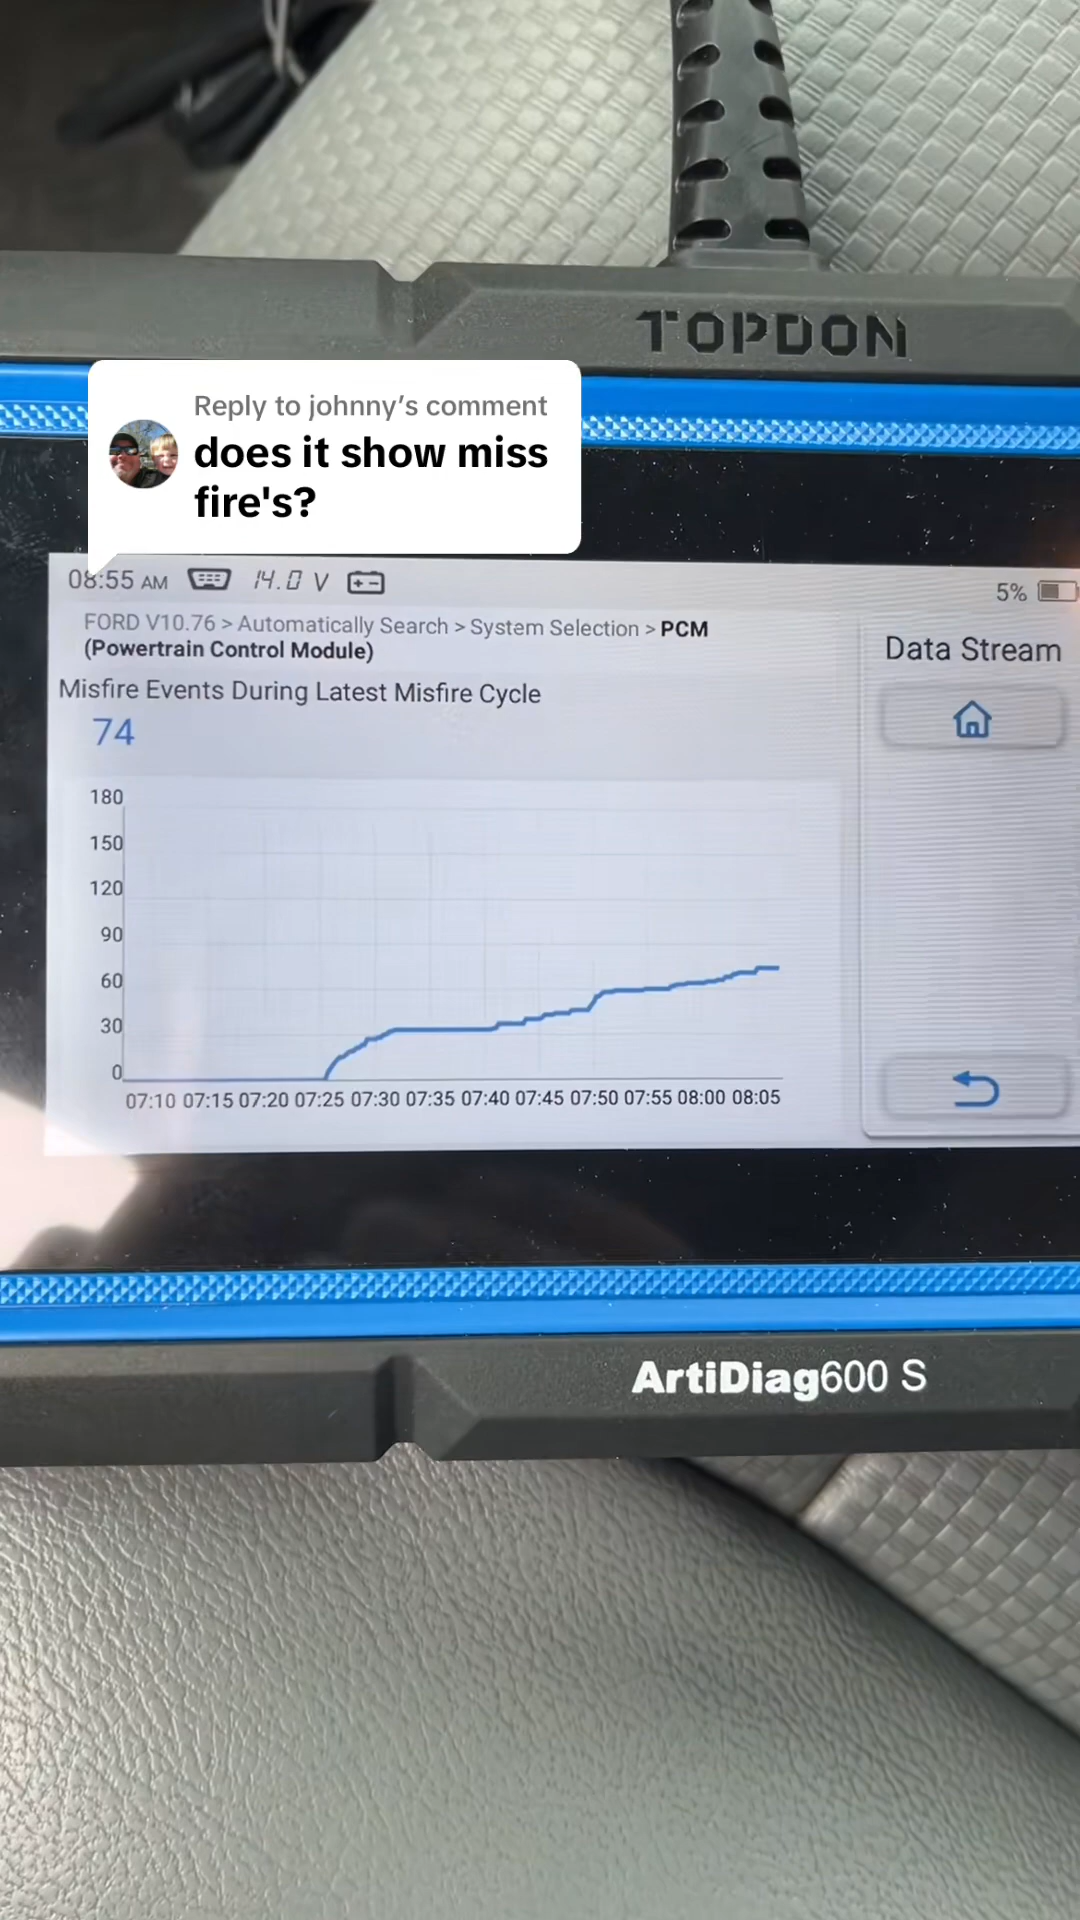 TOPDON
Reply to johnny's comment
does it show miss
fire's?
08:55 AM 14.0 V 5%
FORD V10.76 > Automatically Search > System Selection > PCM
(Powertrain Control Module)
Data Stream
Misfire Events During Latest Misfire Cycle
74
180
150
120
90
60
30
0
07:10 07:15 07:20 07:25 07:30 07:35 07:40 07:45 07:50 07:55 08:00 08:05
ArtiDiag600 S